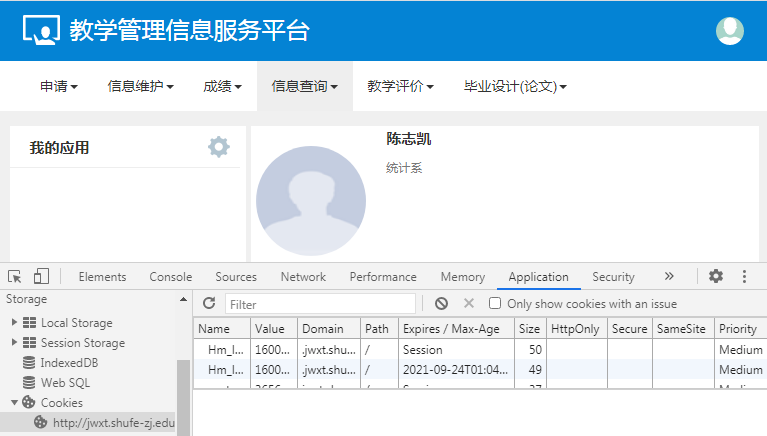 教学管理信息服务平台
申请 信息维护 成绩 信息查询 教学评价 毕业设计(论文)
我的应用
陈志凯
统计系
Elements Console Sources Network Performance Memory Application Security »
Storage
Filter Only show cookies with an issue
Local Storage
Session Storage
IndexedDB
Web SQL
Cookies
http://jwxt.shufe-zj.edu
Name Value Domain Path Expires / Max-Age Size HttpOnly Secure SameSite Priority
Hm_l... 1600... .jwxt.shu... / Session 50 Medium
Hm_l... 1600... .jwxt.shu... / 2021-09-24T01:04... 49 Medium